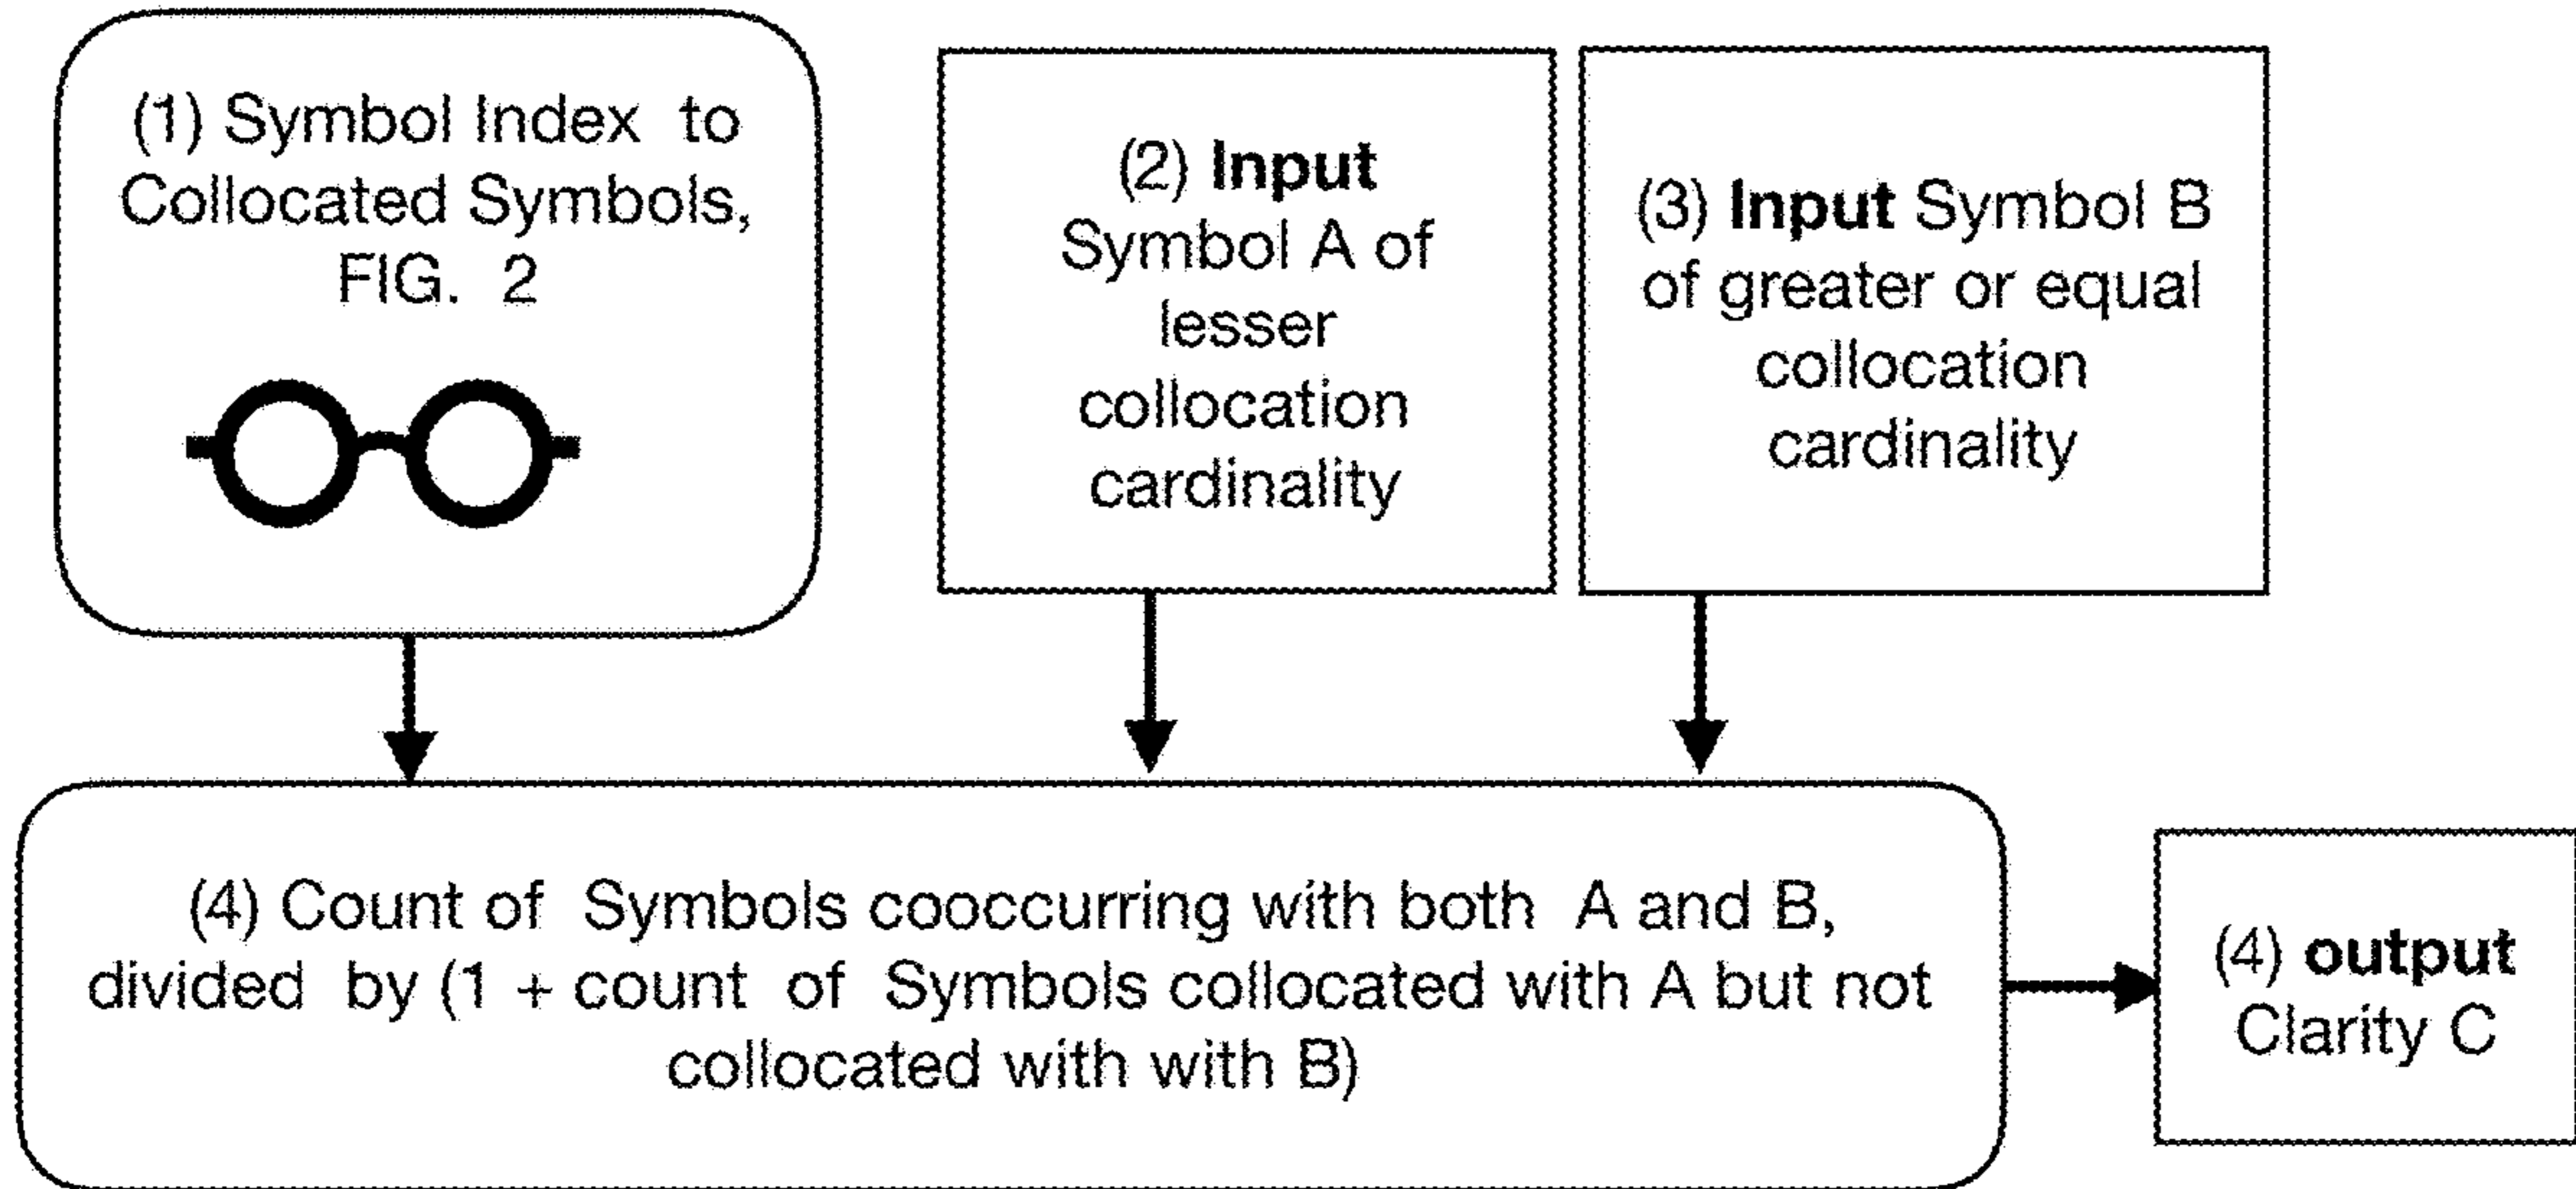 (1) Symbol Index to
Collocated Symbols,
FIG. 2
(2) Input
Symbol A of
lesser
collocation
cardinality
(3) Input Symbol B
of greater or equal
collocation
cardinality
(4) Count of Symbols cooccurring with both A and B,
divided by (1 + count of Symbols collocated with A but not
collocated with with B)
(4) output
Clarity C